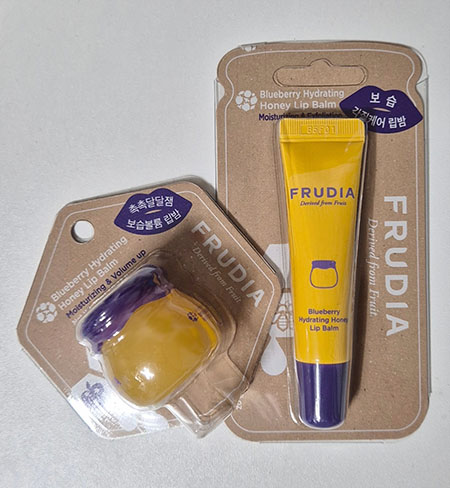 Blueberry Hydrating
Honey Lip Balm
Moisturizing & Exfoliating
보습
각질케어 립밤
FRUDIA
Derived from Fruit
Blueberry
Hydrating Honey
Lip Balm
FRUDIA
Derived from Fruit
촉촉달달잼
보습볼륨 립밤
Blueberry Hydrating
Honey Lip Balm
Moisturizing & Volume up
FRUDIA
Derived from Fruit